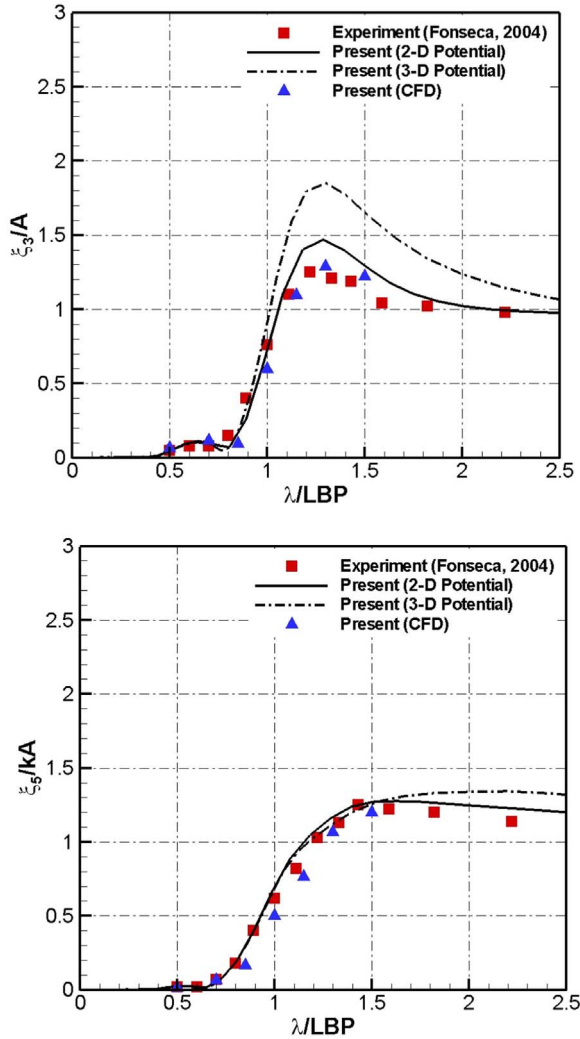 3
2.5
2
1.5
1
0.5
0
ξ₃/A
Experiment (Fonseca, 2004)
Present (2-D Potential)
Present (3-D Potential)
Present (CFD)
0 0.5 1 1.5 2 2.5
λ/LBP
3
2.5
2
1.5
1
0.5
0
ξ₅/kA
Experiment (Fonseca, 2004)
Present (2-D Potential)
Present (3-D Potential)
Present (CFD)
0 0.5 1 1.5 2 2.5
λ/LBP